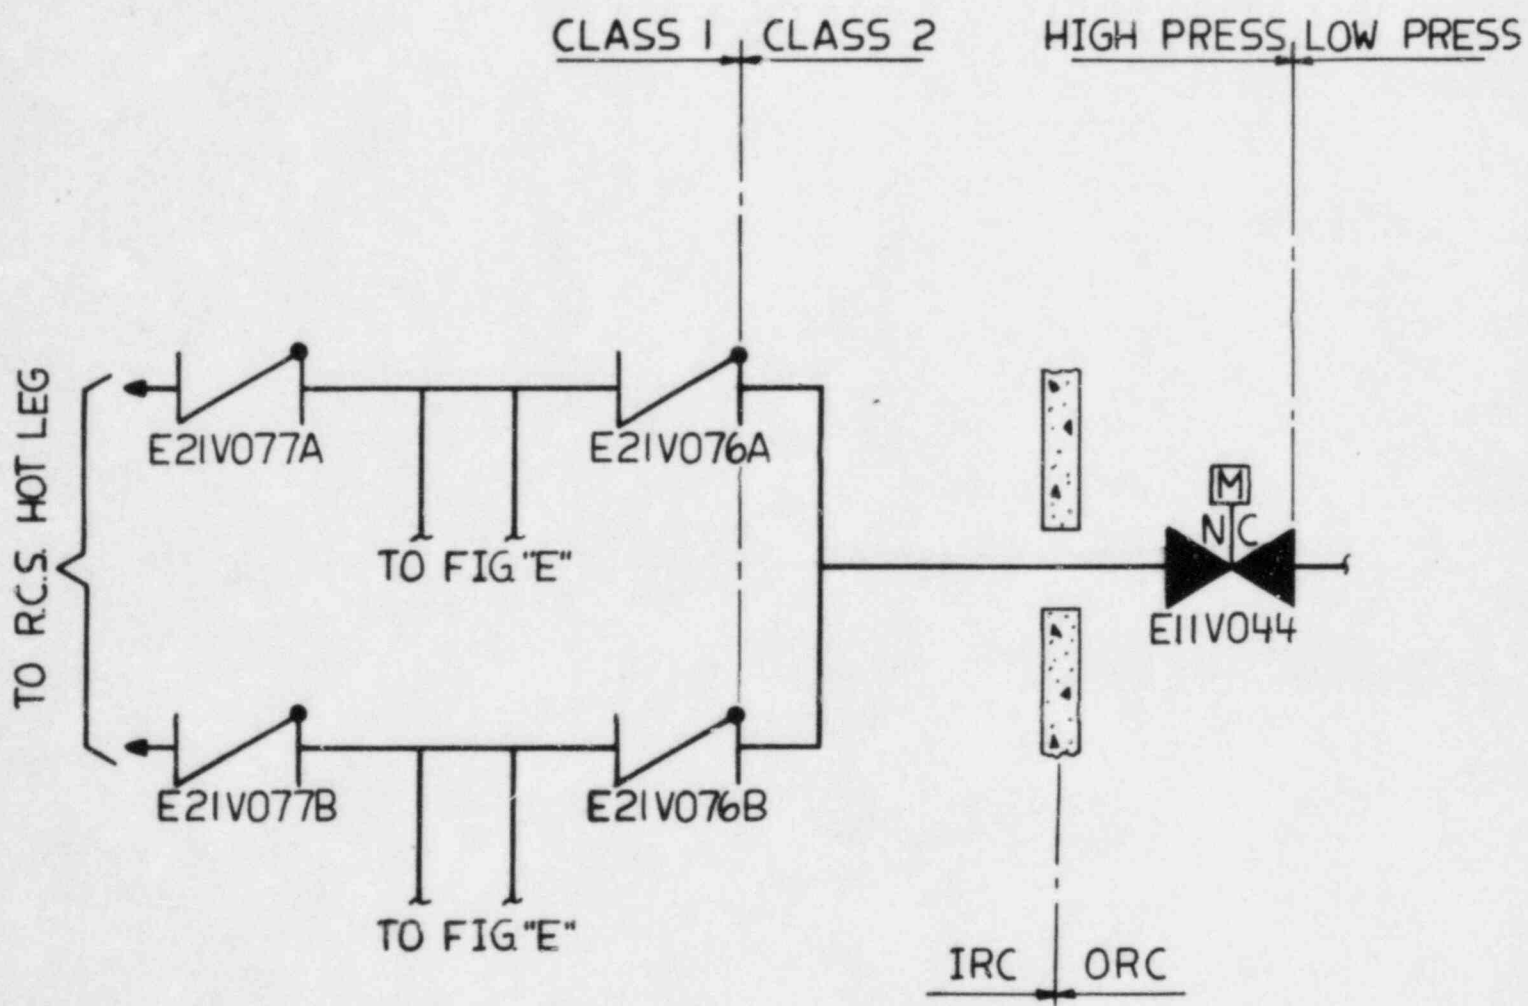 CLASS 1 CLASS 2
HIGH PRESS LOW PRESS
TO R.C.S. HOT LEG
E21V077A
E21V076A
TO FIG."E"
M
N C
E11V044
E21V077B
E21V076B
TO FIG."E"
IRC ORC